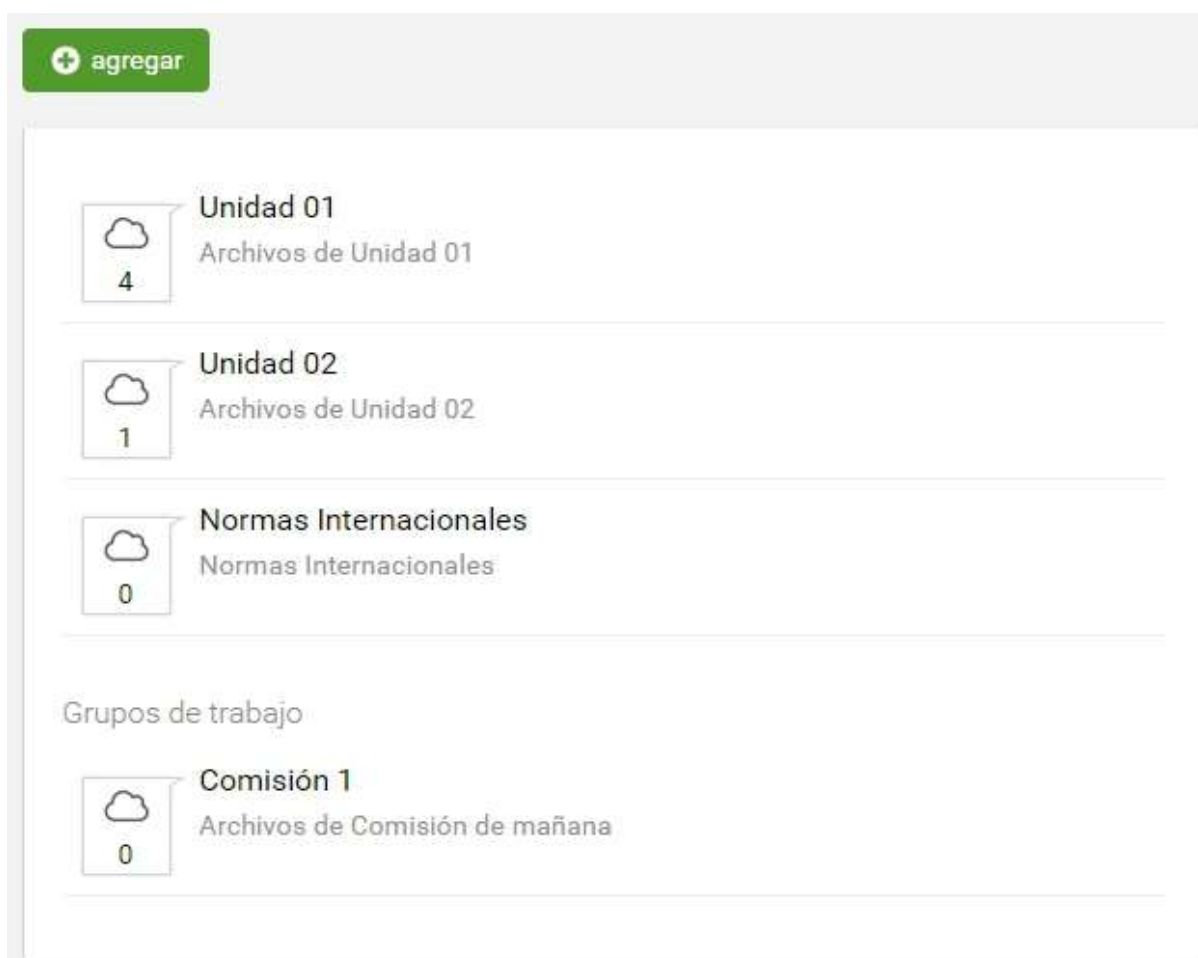 agregar
Unidad 01
Archivos de Unidad 01
4
Unidad 02
Archivos de Unidad 02
1
Normas Internacionales
Normas Internacionales
0
Grupos de trabajo
Comisión 1
Archivos de Comisión de mañana
0